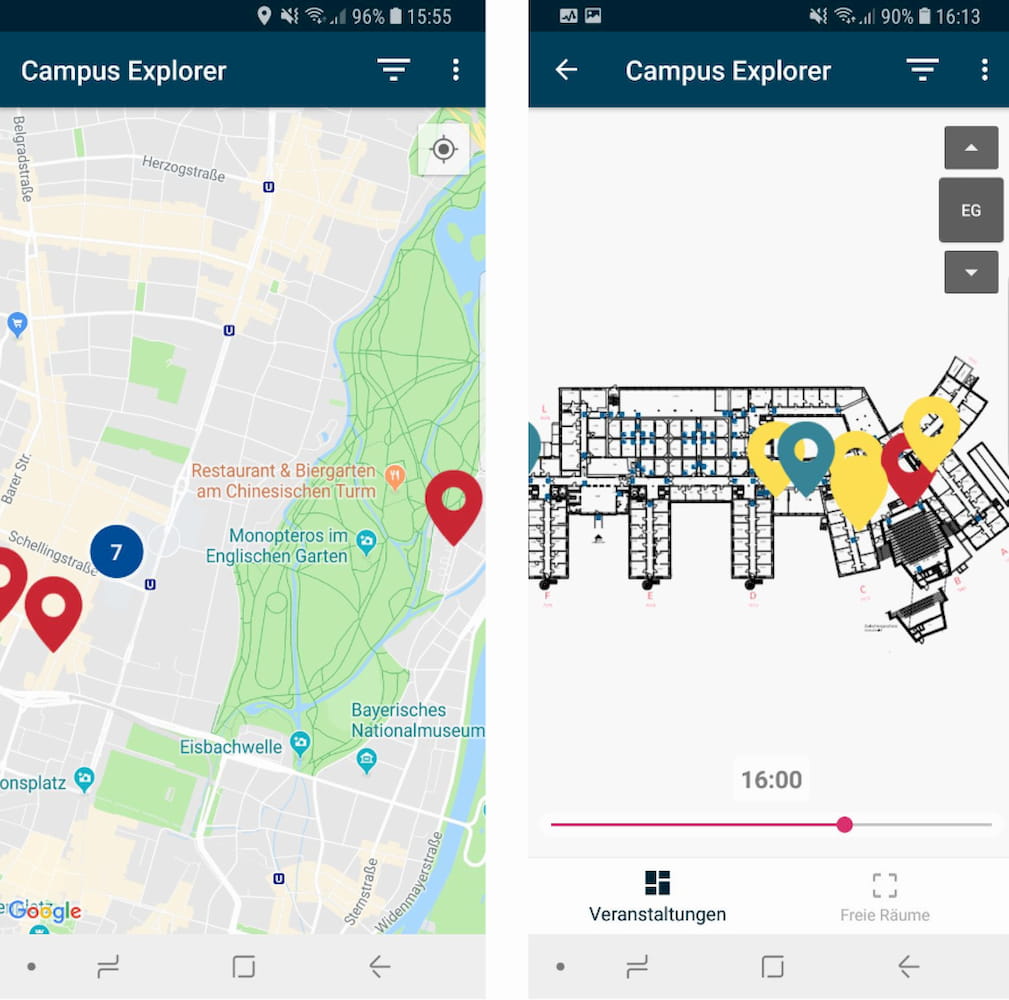 96% 15:55
Campus Explorer
Belgradstraße
Herzogstraße
U
U
Barer Str.
Restaurant & Biergarten
am Chinesischen Turm
Monopteros im
Englischen Garten
Schellingstraße
7
U
Bayerisches
Nationalmuseum
Eisbachwelle
onsplatz
U
Sternstraße
Widenmayerstraße
Google
90% 16:13
Campus Explorer
EG
L
F
E
D
C
B
A
16:00
Veranstaltungen
Freie Räume